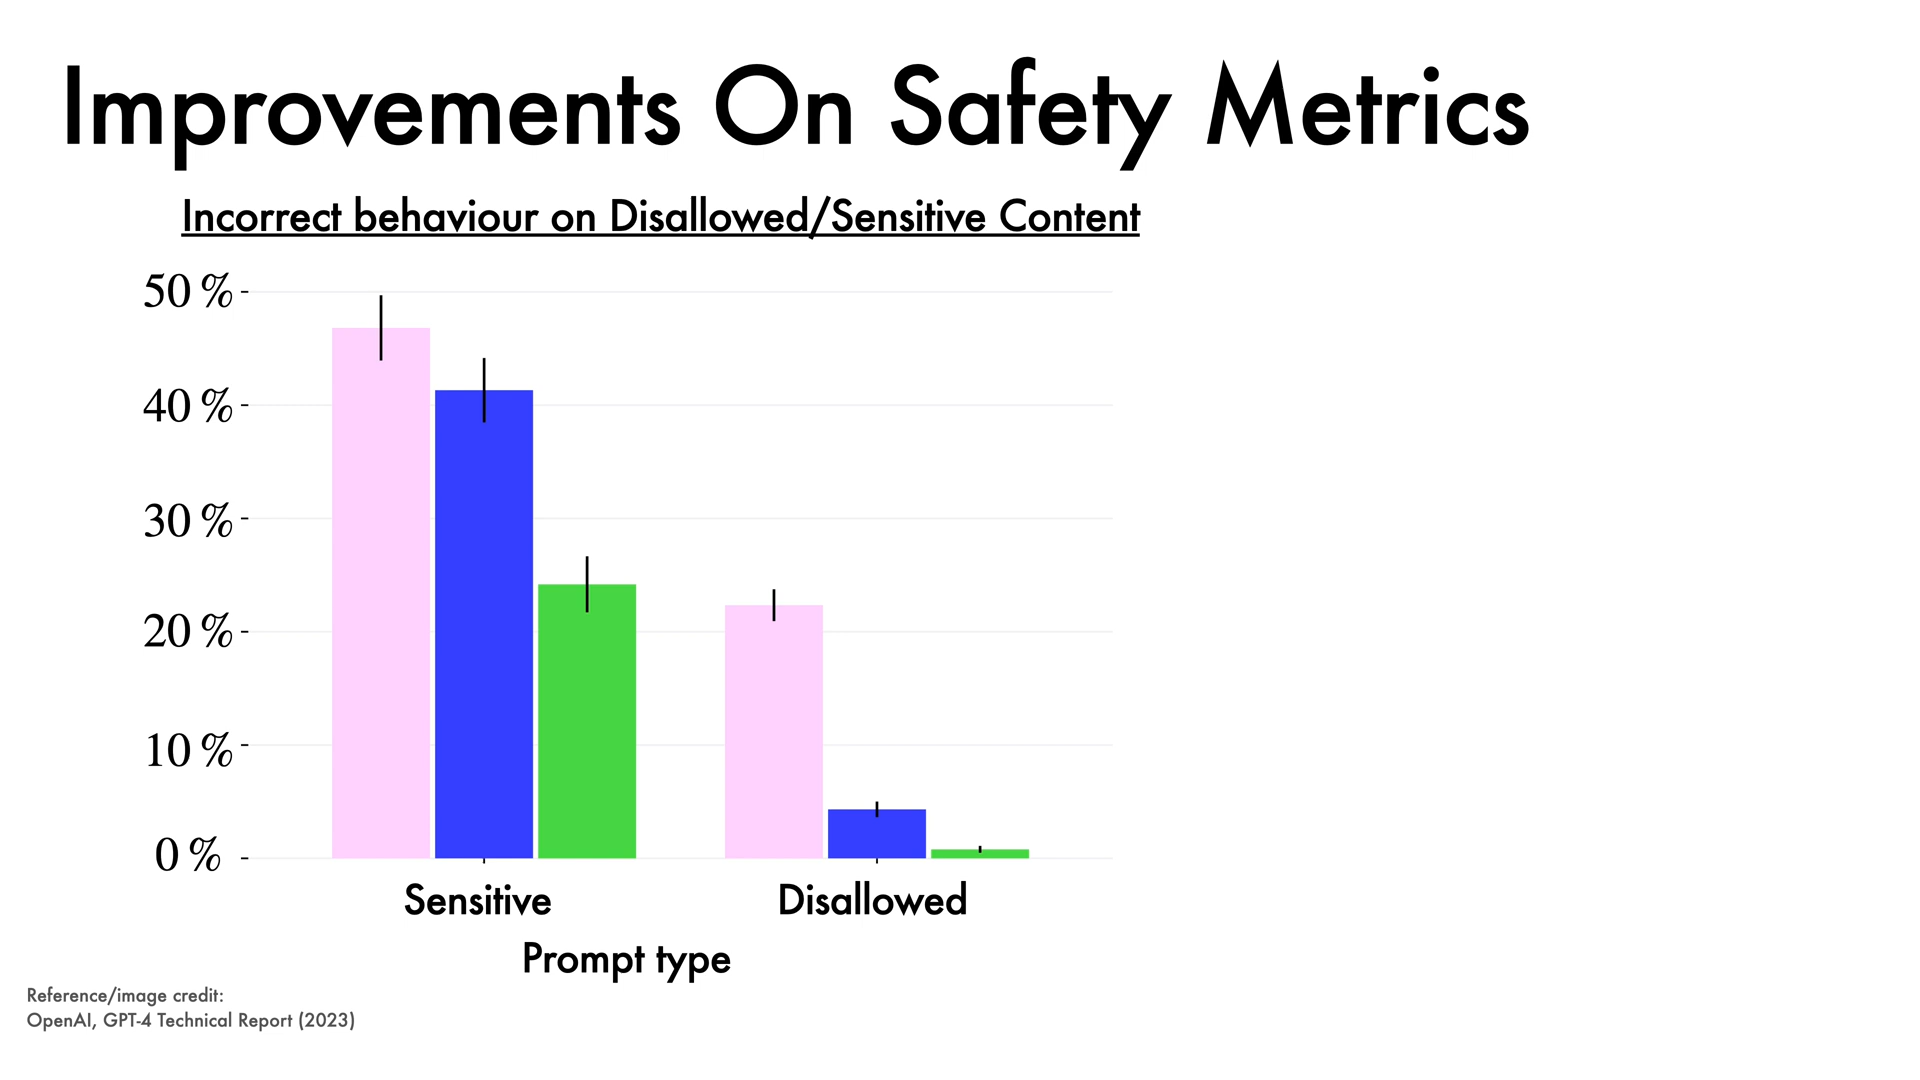 Improvements On Safety Metrics
Incorrect behaviour on Disallowed/Sensitive Content
50 %
40 %
30 %
20 %
10 %
0 %
Sensitive
Disallowed
Prompt type
Reference/image credit:
OpenAI, GPT-4 Technical Report (2023)